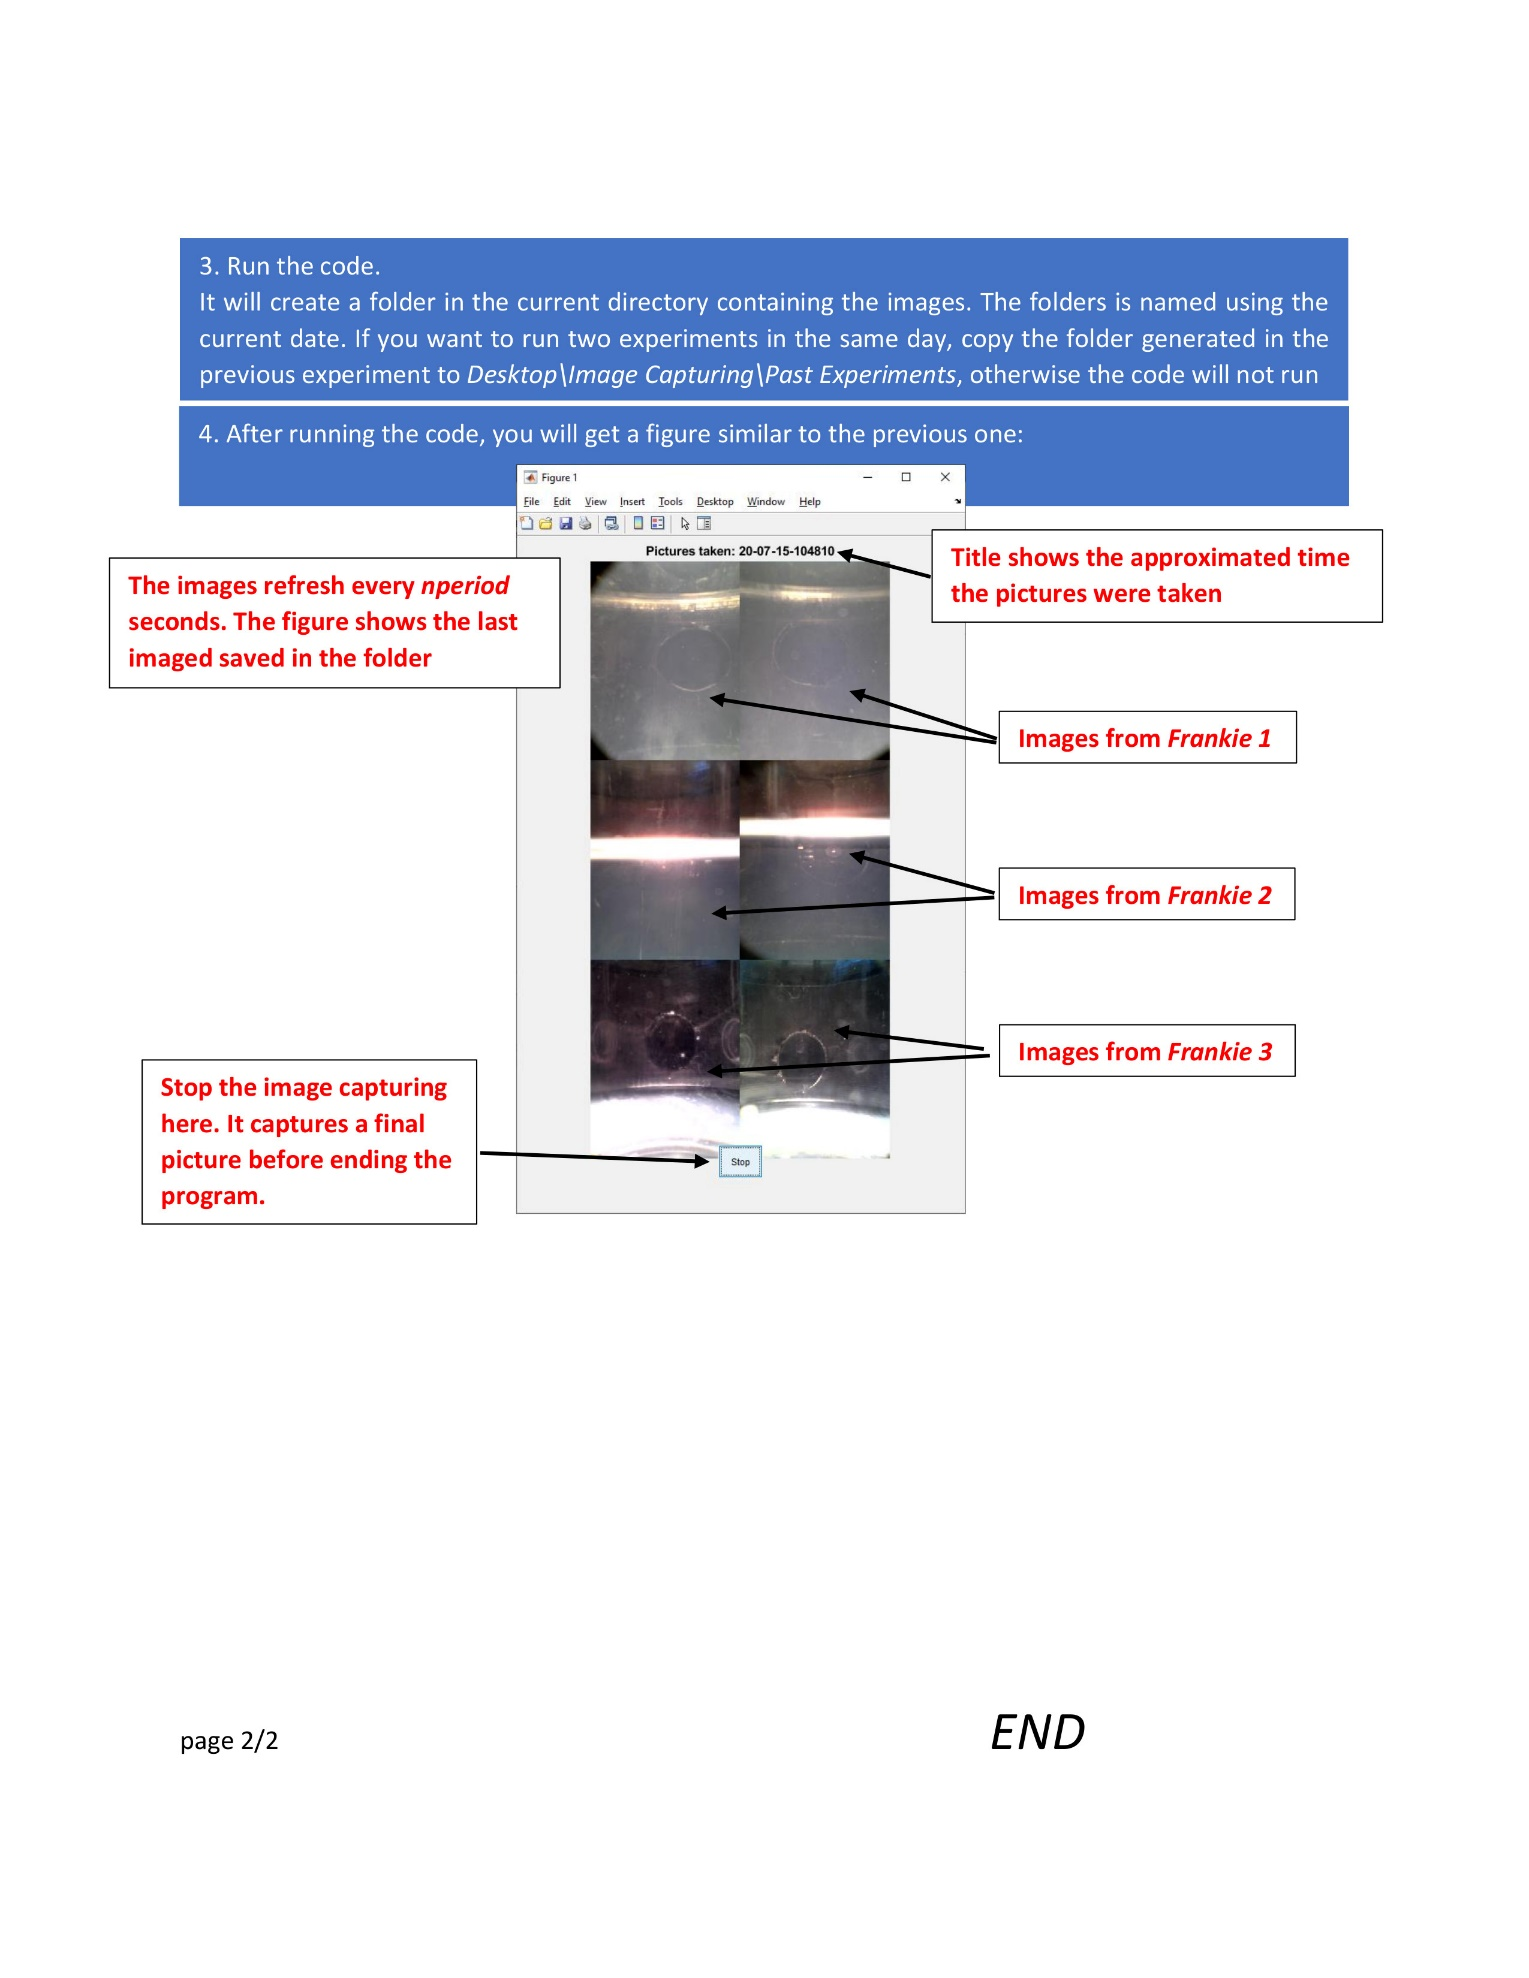 3. Run the code.
It will create a folder in the current directory containing the images. The folders is named using the
current date. If you want to run two experiments in the same day, copy the folder generated in the
previous experiment to Desktop\Image Capturing\Past Experiments, otherwise the code will not run
4. After running the code, you will get a figure similar to the previous one:
Figure 1
File Edit View Insert Tools Desktop Window Help
Pictures taken: 20-07-15-104810
Title shows the approximated time
the pictures were taken
The images refresh every nperiod
seconds. The figure shows the last
imaged saved in the folder
Images from Frankie 1
Images from Frankie 2
Images from Frankie 3
Stop the image capturing
here. It captures a final
picture before ending the
program.
Stop
page 2/2
END